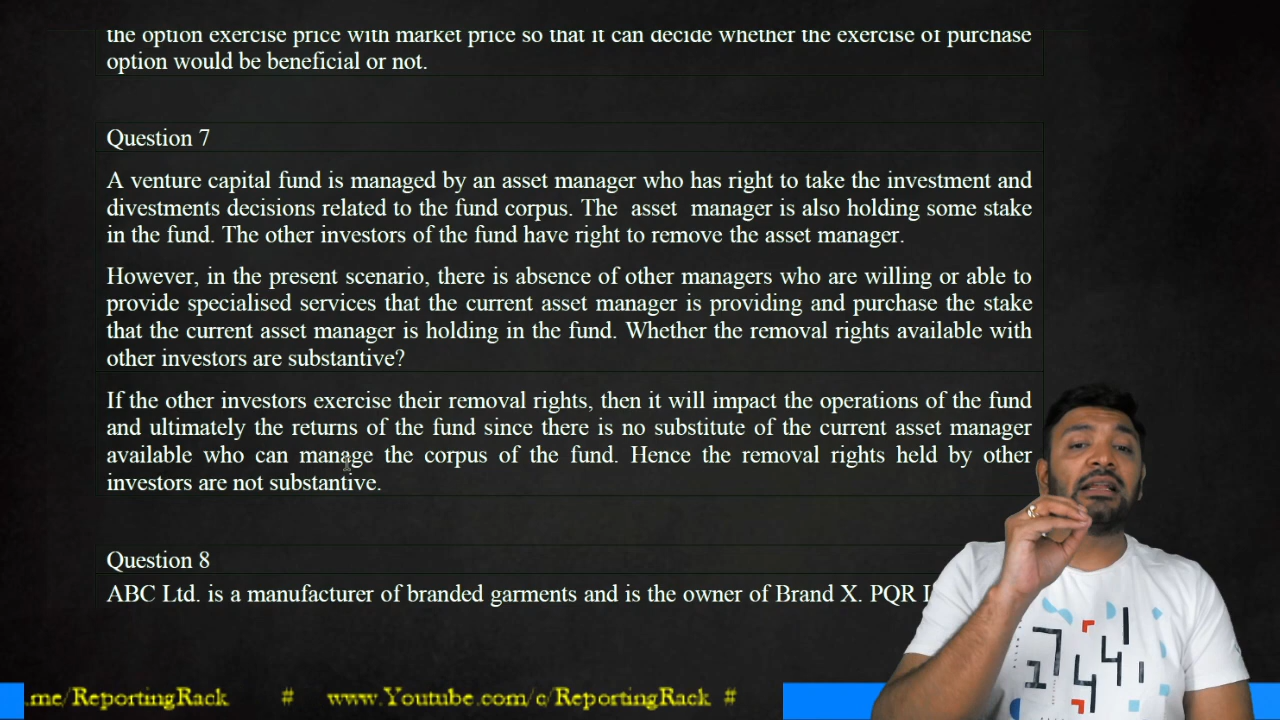 the option exercise price with market price so that it can decide whether the exercise of purchase
option would be beneficial or not.
Question 7
A venture capital fund is managed by an asset manager who has right to take the investment and
divestments decisions related to the fund corpus. The asset manager is also holding some stake
in the fund. The other investors of the fund have right to remove the asset manager.
However, in the present scenario, there is absence of other managers who are willing or able to
provide specialised services that the current asset manager is providing and purchase the stake
that the current asset manager is holding in the fund. Whether the removal rights available with
other investors are substantive?
If the other investors exercise their removal rights, then it will impact the operations of the fund
and ultimately the returns of the fund since there is no substitute of the current asset manager
available who can manage the corpus of the fund. Hence the removal rights held by other
investors are not substantive.
Question 8
ABC Ltd. is a manufacturer of branded garments and is the owner of Brand X. PQR
.me/ReportingRack # www.Youtube.com/c/ReportingRack #